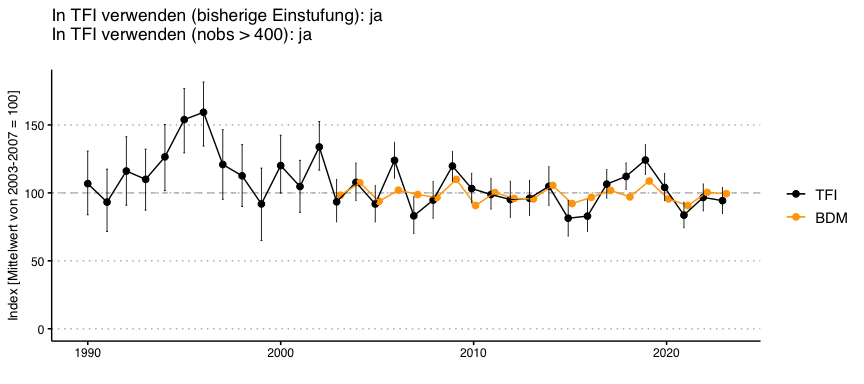 In TFI verwenden (bisherige Einstufung): ja
In TFI verwenden (nobs > 400): ja
Index [Mittelwert von 2003-2007 = 100]
150
100
50
0
1990
2000
2010
2020
TFI
BDM